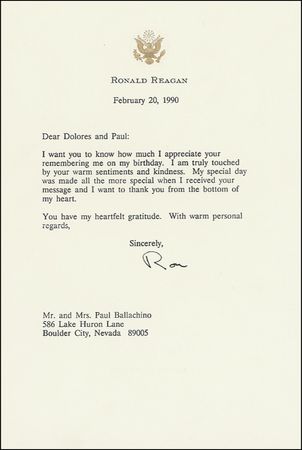 RONALD REAGAN
February 20, 1990
Dear Dolores and Paul:
I want you to know how much I appreciate your
remembering me on my birthday. I am truly touched
by your warm sentiments and kindness. My special day
was made all the more special when I received your
message and I want to thank you from the bottom of
my heart.
You have my heartfelt gratitude. With warm personal
regards,
Sincerely,
Ron
Mr. and Mrs. Paul Ballachino
586 Lake Huron Lane
Boulder City, Nevada 89005